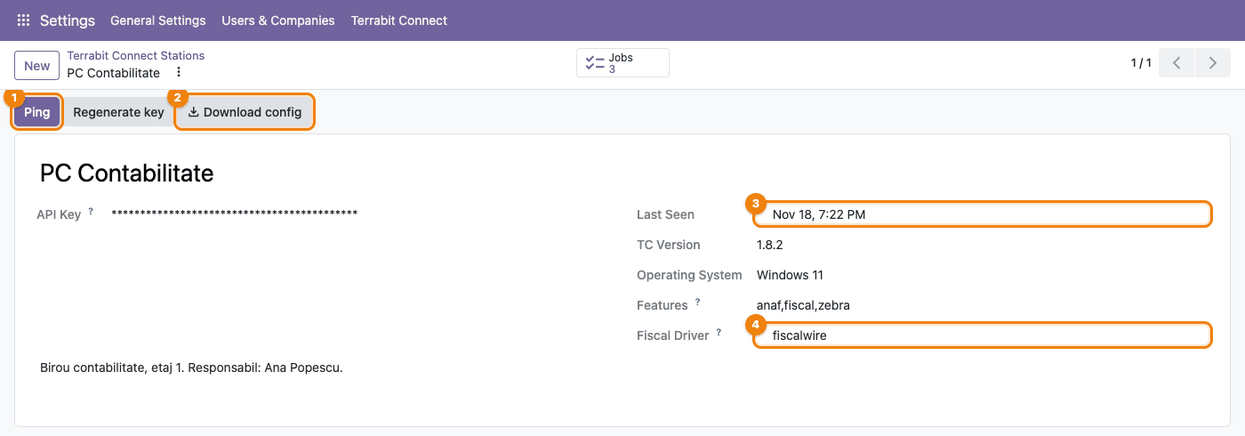 Settings General Settings Users & Companies Terrabit Connect
New Terrabit Connect Stations
PC Contabilitate
Jobs
3
1 / 1
1 Ping Regenerate key 2 Download config
PC Contabilitate
API Key ? *******************************************
Last Seen 3 Nov 18, 7:22 PM
TC Version 1.8.2
Operating System Windows 11
Features ? anaf,fiscal,zebra
Fiscal Driver ? 4 fiscalwire
Birou contabilitate, etaj 1. Responsabil: Ana Popescu.